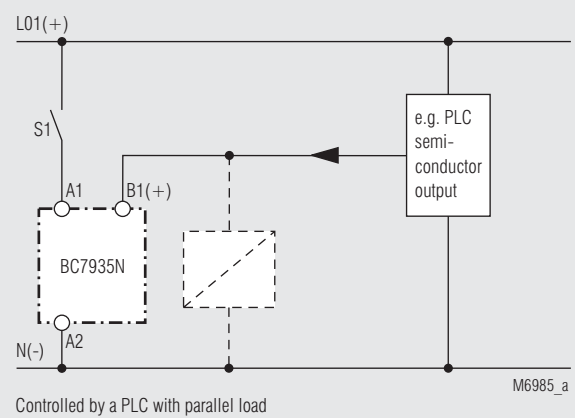 L01(+)
S1
A1
B1(+)
e.g. PLC
semi-
conductor
output
BC7935N
A2
N(-)
M6985_a
Controlled by a PLC with parallel load